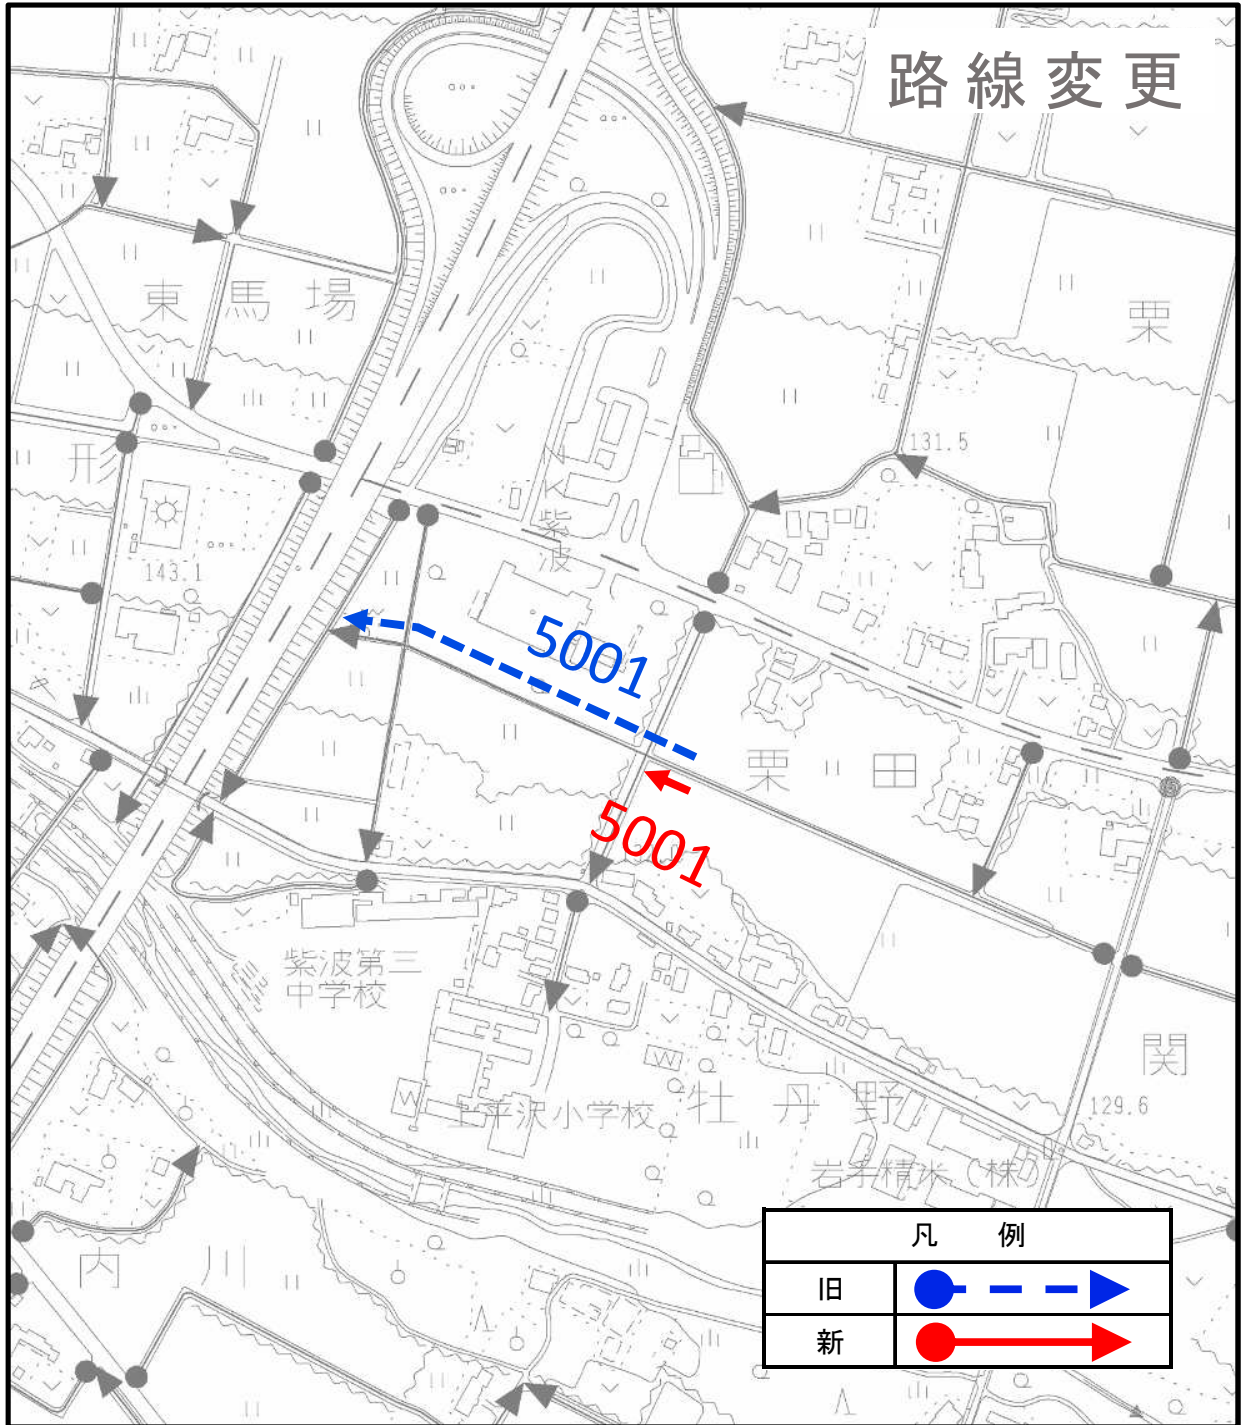 路線変更
東馬場
栗
形
131.5
紫波
143.1
5001
栗田
5001
紫波第三
中学校
関
129.6
上平沢小学校
牡丹野
岩手精米(株)
内川
凡 例
旧
新